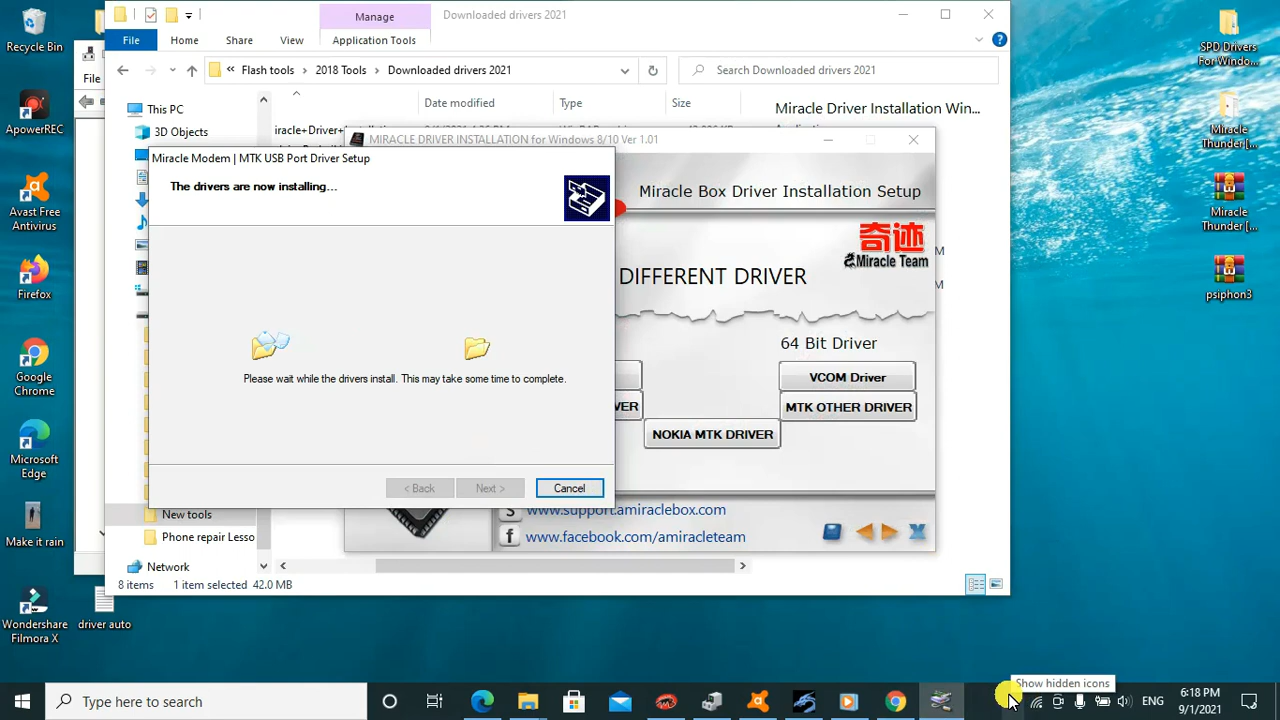 Recycle Bin
ApowerREC
Avast Free
Antivirus
Firefox
Google
Chrome
Microsoft
Edge
Make it rain
Wondershare
Filmora X
driver auto
File
Manage
Downloaded drivers 2021
File
Home
Share
View
Application Tools
Flash tools
2018 Tools
Downloaded drivers 2021
Search Downloaded drivers 2021
This PC
3D Objects
Date modified
Type
Size
Miracle Driver Installation Win...
MIRACLE DRIVER INSTALLATION for Windows 8/10 Ver 1.01
Miracle Modem | MTK USB Port Driver Setup
The drivers are now installing...
Please wait while the drivers install. This may take some time to complete.
< Back
Next >
Cancel
Miracle Box Driver Installation Setup
奇迹
Miracle Team
DIFFERENT DRIVER
64 Bit Driver
VCOM Driver
VER
MTK OTHER DRIVER
NOKIA MTK DRIVER
www.support.amiraclebox.com
www.facebook.com/amiracleteam
New tools
Phone repair Lesso
Network
8 items
1 item selected 42.0 MB
SPD Drivers
For Windo...
Miracle
Thunder [...
Miracle
Thunder [...
psiphon3
Show hidden icons
Type here to search
ENG
6:18 PM
9/1/2021